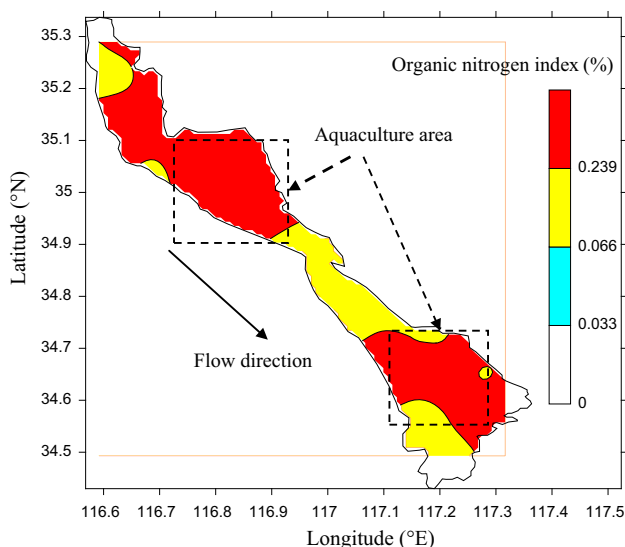 Organic nitrogen index (%)
0.239
0.066
0.033
0
Aquaculture area
Flow direction
Latitude (°N)
35.3
35.2
35.1
35
34.9
34.8
34.7
34.6
34.5
116.6 116.7 116.8 116.9 117 117.1 117.2 117.3 117.4 117.5
Longitude (°E)